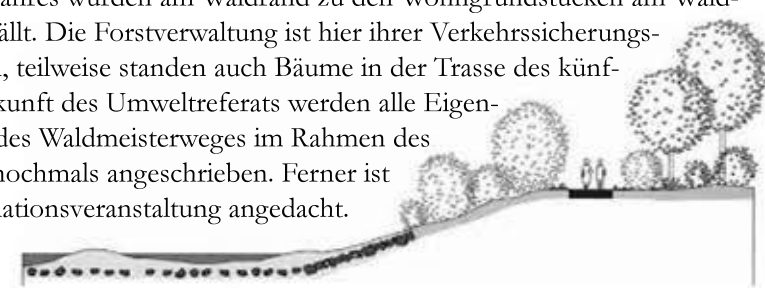 ahres wurden am Waldrand zu den Wohngrundstücken am Wald-
ällt. Die Forstverwaltung ist hier ihrer Verkehrssicherungs-
, teilweise standen auch Bäume in der Trasse des künf-
kunft des Umweltreferats werden alle Eigen-
des Waldmeisterweges im Rahmen des
nochmals angeschrieben. Ferner ist
ationsveranstaltung angedacht.